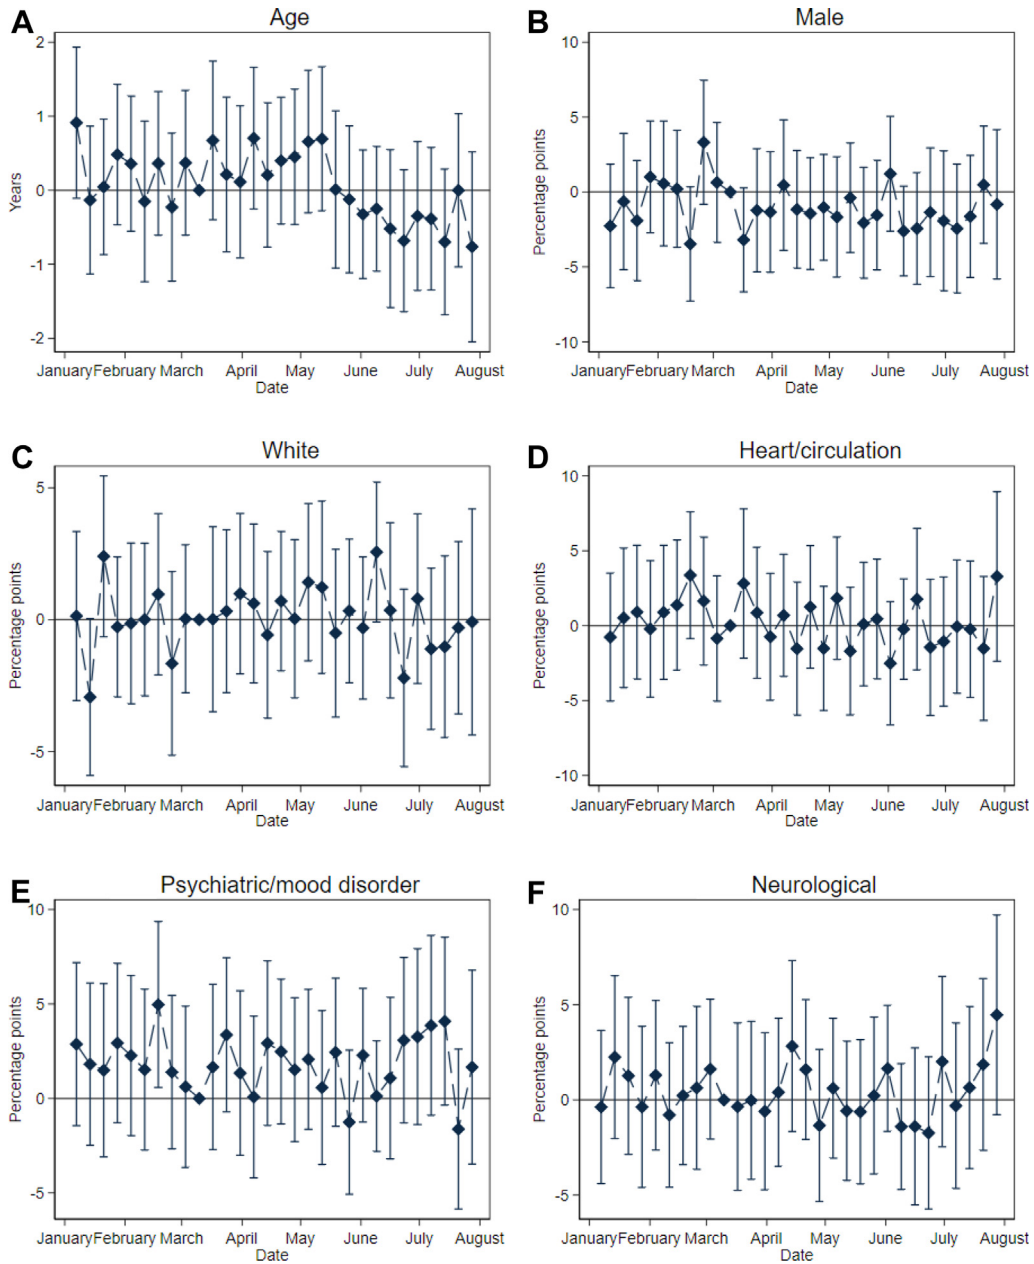 A
Age
2
1
0
-1
-2
Years
January February March April May June July August
Date
B
Male
10
5
0
-5
-10
Percentage points
January February March April May June July August
Date
C
White
5
0
-5
Percentage points
January February March April May June July August
Date
D
Heart/circulation
10
5
0
-5
-10
Percentage points
January February March April May June July August
Date
E
Psychiatric/mood disorder
10
5
0
-5
Percentage points
January February March April May June July August
Date
F
Neurological
10
5
0
-5
Percentage points
January February March April May June July August
Date